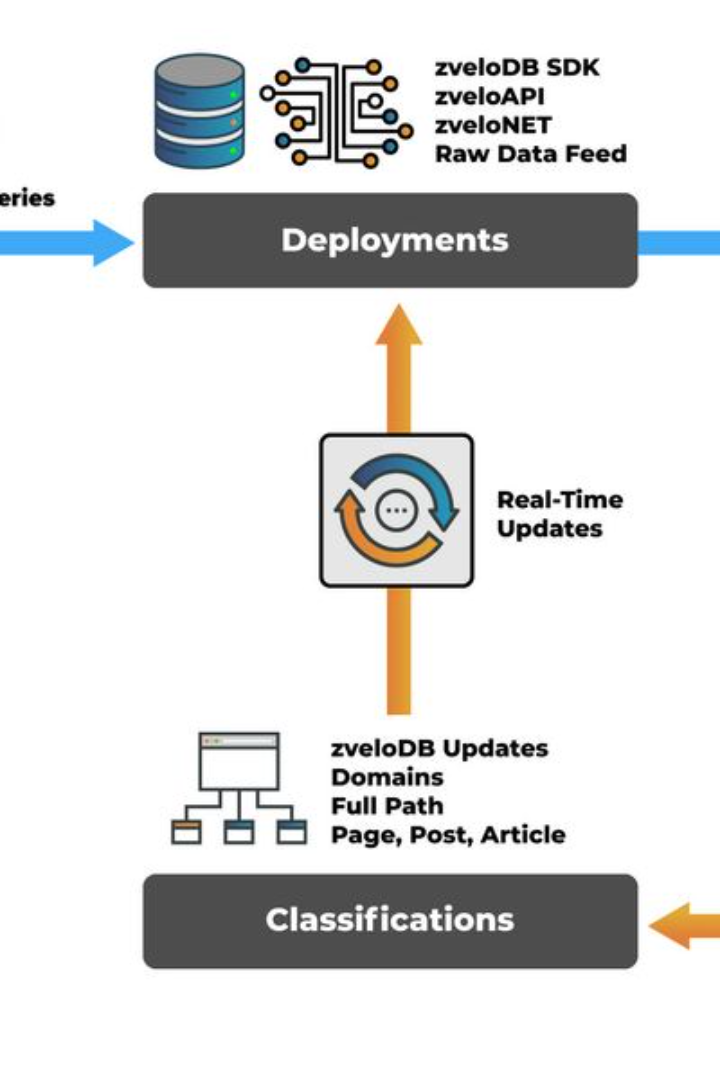 zveloDB SDK
zveloAPI
zveloNET
Raw Data Feed
eries
Deployments
Real-Time
Updates
zveloDB Updates
Domains
Full Path
Page, Post, Article
Classifications